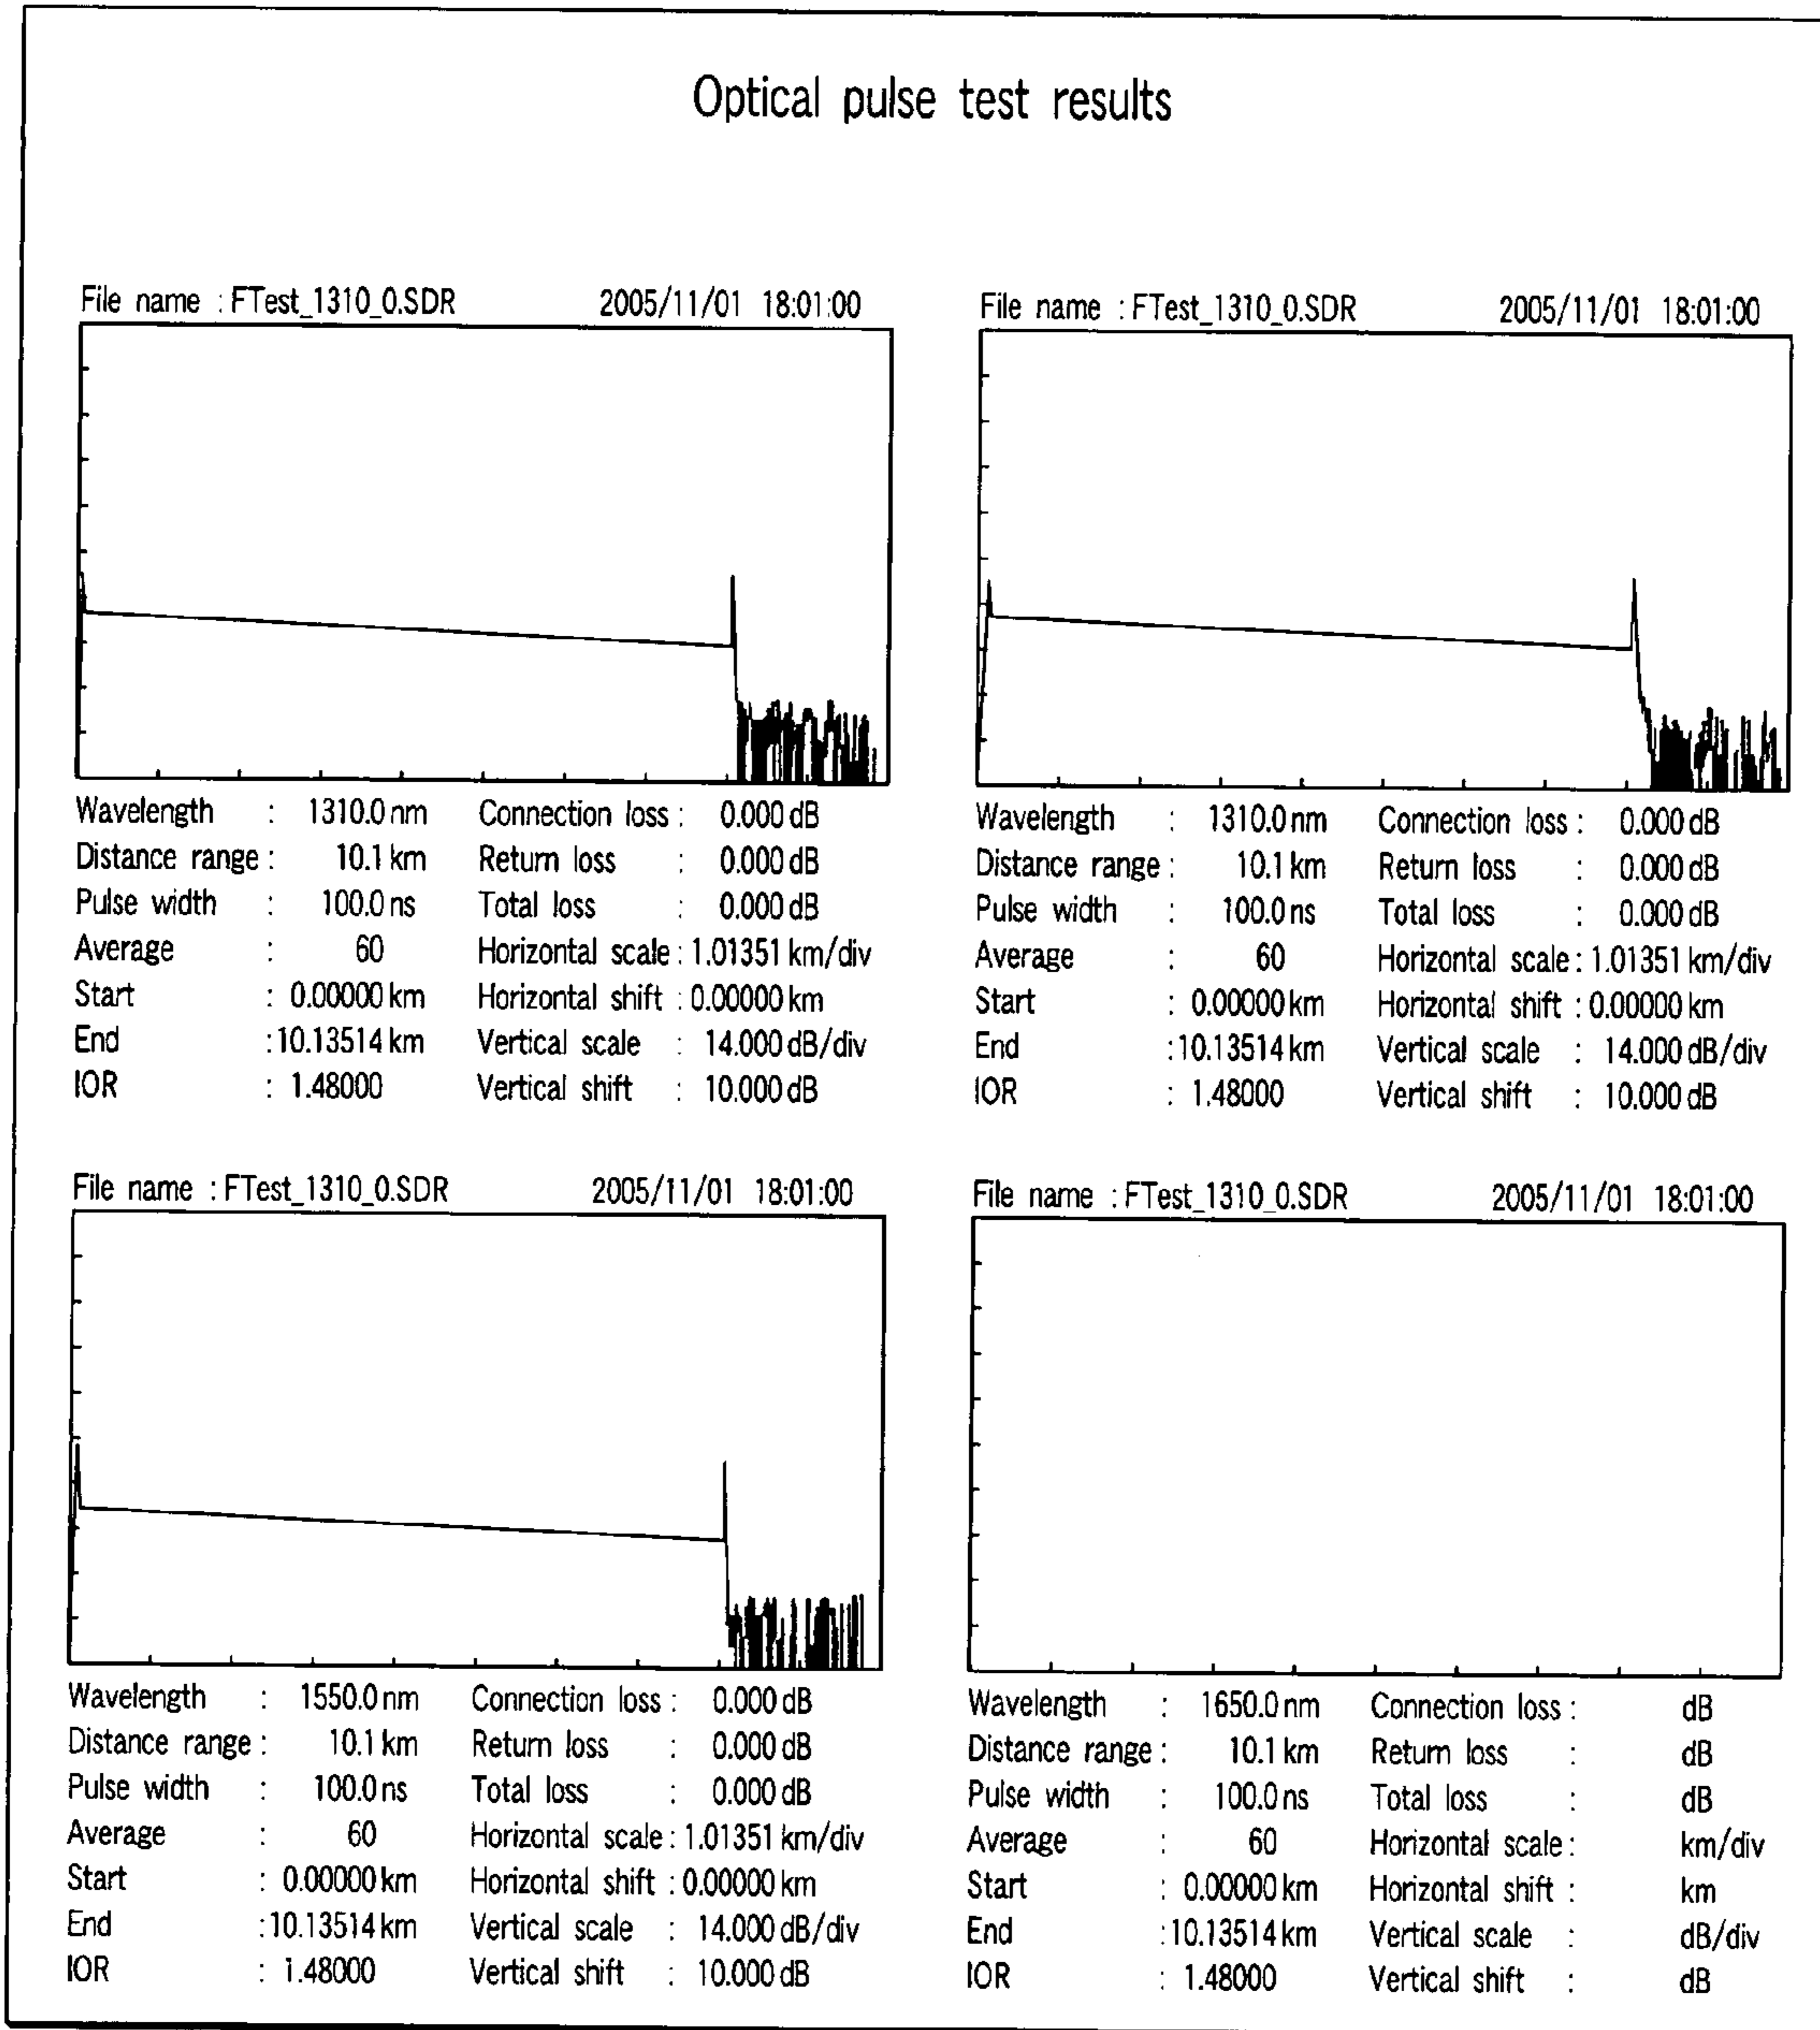 Optical pulse test results
File name : FTest_1310_0.SDR 2005/11/01 18:01:00
Wavelength : 1310.0 nm Connection loss : 0.000 dB
Distance range : 10.1 km Return loss : 0.000 dB
Pulse width : 100.0 ns Total loss : 0.000 dB
Average : 60 Horizontal scale : 1.01351 km/div
Start : 0.00000 km Horizontal shift : 0.00000 km
End : 10.13514 km Vertical scale : 14.000 dB/div
IOR : 1.48000 Vertical shift : 10.000 dB
File name : FTest_1310_0.SDR 2005/11/01 18:01:00
Wavelength : 1310.0 nm Connection loss : 0.000 dB
Distance range : 10.1 km Return loss : 0.000 dB
Pulse width : 100.0 ns Total loss : 0.000 dB
Average : 60 Horizontal scale : 1.01351 km/div
Start : 0.00000 km Horizontal shift : 0.00000 km
End : 10.13514 km Vertical scale : 14.000 dB/div
IOR : 1.48000 Vertical shift : 10.000 dB
File name : FTest_1310_0.SDR 2005/11/01 18:01:00
Wavelength : 1550.0 nm Connection loss : 0.000 dB
Distance range : 10.1 km Return loss : 0.000 dB
Pulse width : 100.0 ns Total loss : 0.000 dB
Average : 60 Horizontal scale : 1.01351 km/div
Start : 0.00000 km Horizontal shift : 0.00000 km
End : 10.13514 km Vertical scale : 14.000 dB/div
IOR : 1.48000 Vertical shift : 10.000 dB
File name : FTest_1310_0.SDR 2005/11/01 18:01:00
Wavelength : 1650.0 nm Connection loss : dB
Distance range : 10.1 km Return loss : dB
Pulse width : 100.0 ns Total loss : dB
Average : 60 Horizontal scale : km/div
Start : 0.00000 km Horizontal shift : km
End : 10.13514 km Vertical scale : dB/div
IOR : 1.48000 Vertical shift : dB